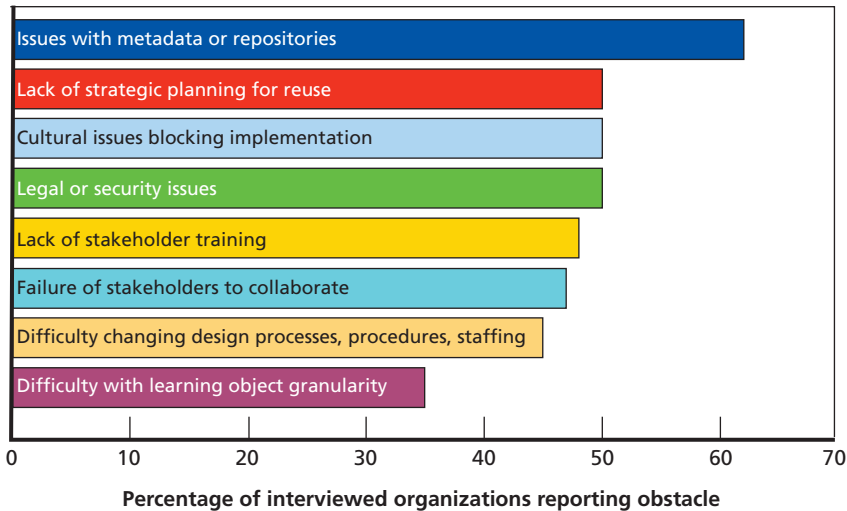 Issues with metadata or repositories
Lack of strategic planning for reuse
Cultural issues blocking implementation
Legal or security issues
Lack of stakeholder training
Failure of stakeholders to collaborate
Difficulty changing design processes, procedures, staffing
Difficulty with learning object granularity
0 10 20 30 40 50 60 70
Percentage of interviewed organizations reporting obstacle